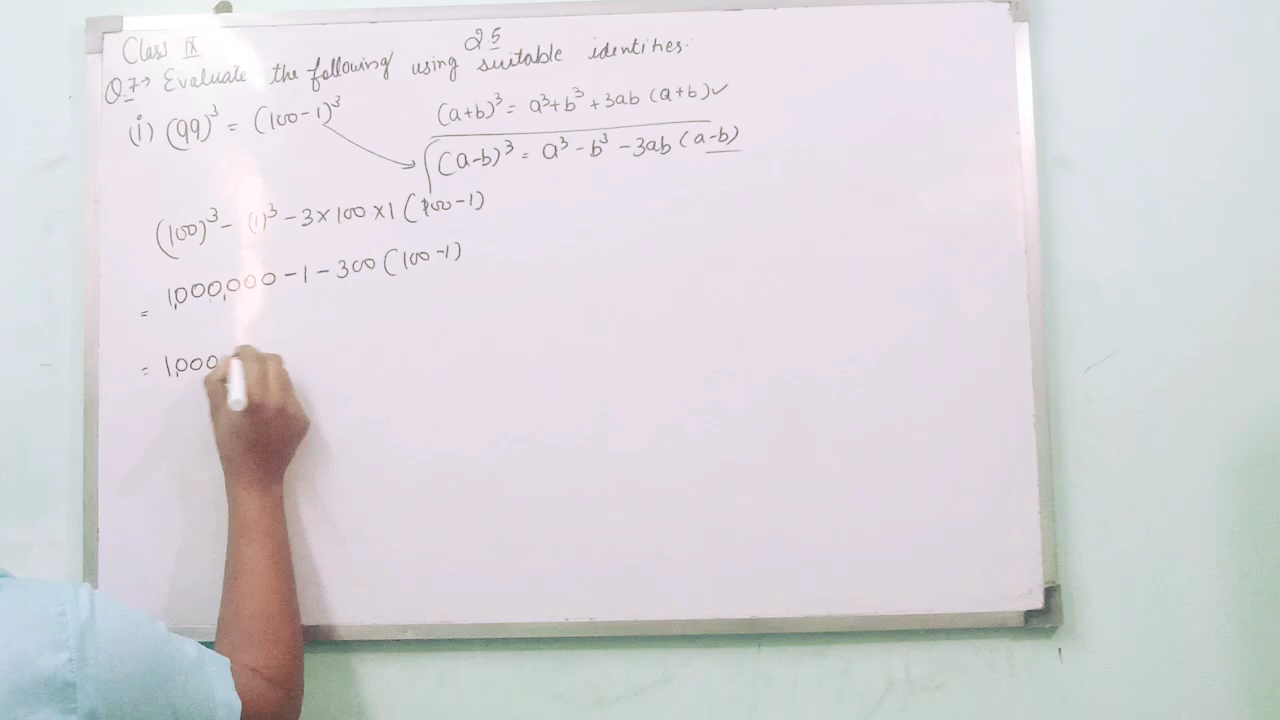 Class IX
2 5
Q7→ Evaluate the following using suitable identities.
(i) (99)³ = (100-1)³
(a+b)³ = a³+b³+3ab(a+b)✓
(a-b)³ = a³-b³-3ab(a-b)
(100)³ - (1)³ - 3×100×1(100-1)
= 1,000,000 - 1 - 300(100-1)
= 1,000